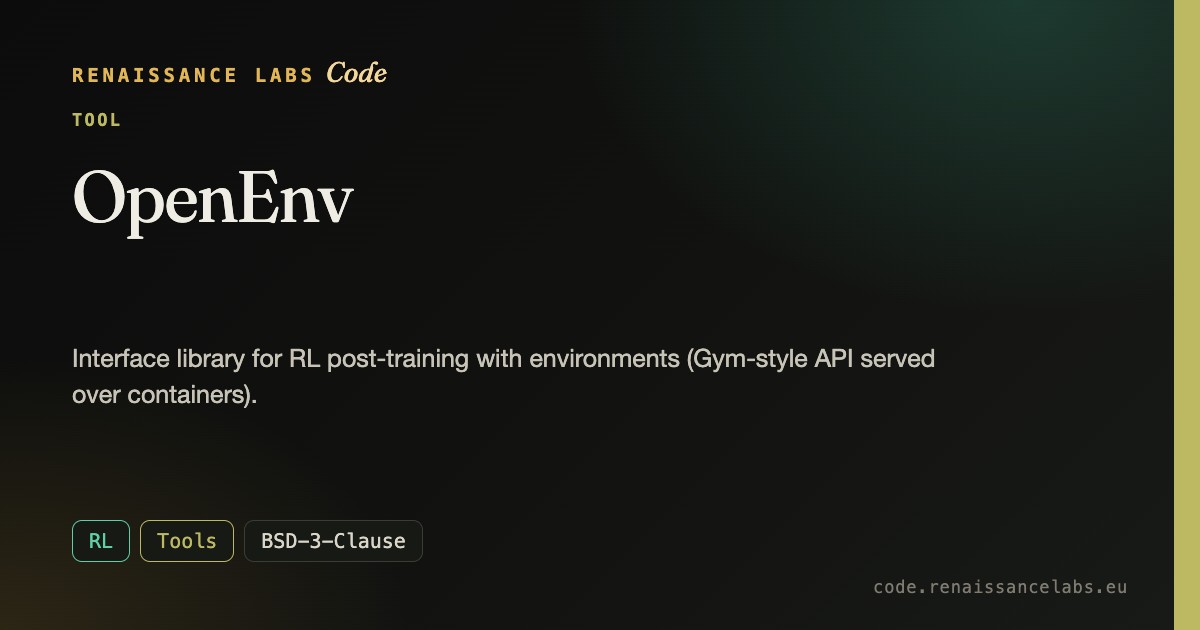 RENAISSANCE LABS Code
TOOL
OpenEnv
Interface library for RL post-training with environments (Gym-style API served
over containers).
RL Tools BSD-3-Clause
code.renaissancelabs.eu